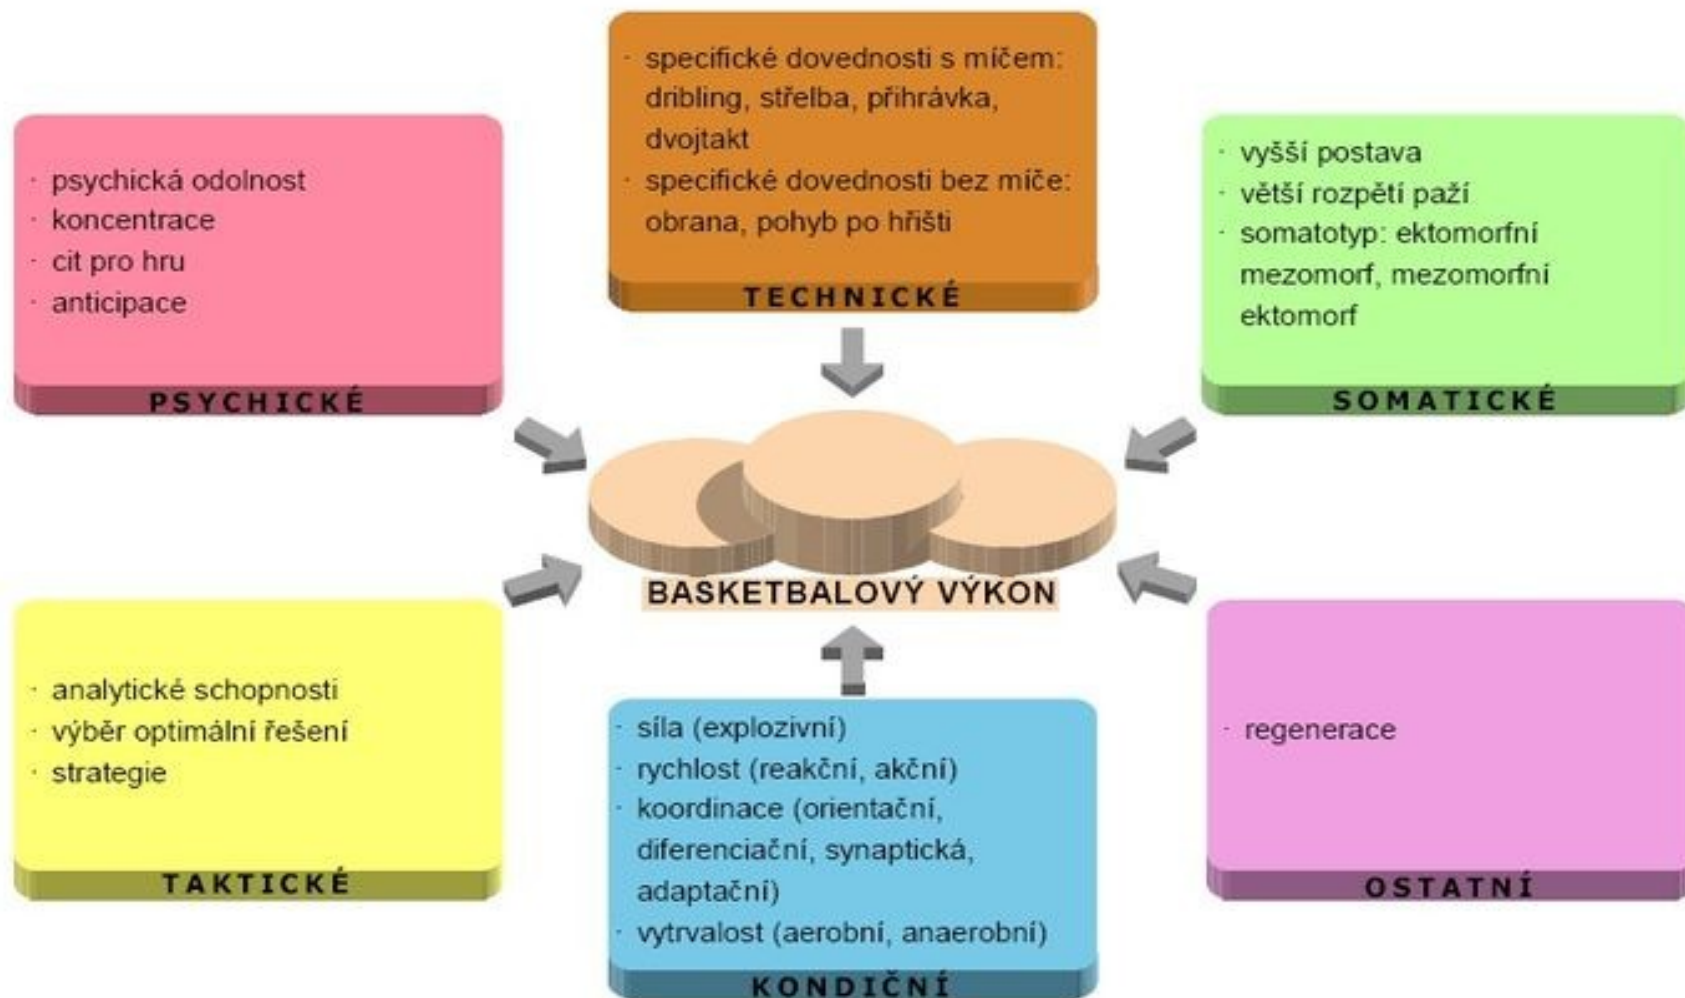 · psychická odolnost
· koncentrace
· cit pro hru
· anticipace
PSYCHICKÉ
· specifické dovednosti s míčem:
dribling, střelba, přihrávka,
dvojtakt
· specifické dovednosti bez míče:
obrana, pohyb po hřišti
TECHNICKÉ
· vyšší postava
· větší rozpětí paží
· somatotyp: ektomorfní
mezomorf, mezomorfní
ektomorf
SOMATICKÉ
BASKETBALOVÝ VÝKON
· analytické schopnosti
· výběr optimální řešení
· strategie
TAKTICKÉ
· síla (explozivní)
· rychlost (reakční, akční)
· koordinace (orientační,
diferenciační, synaptická,
adaptační)
· vytrvalost (aerobní, anaerobní)
KONDIČNÍ
· regenerace
OSTATNÍ